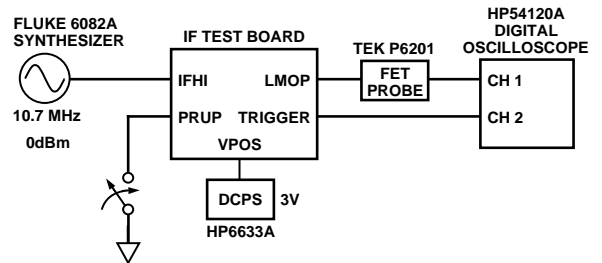 FLUKE 6082A
SYNTHESIZER
10.7 MHz
0dBm
IF TEST BOARD
IFHI
LMOP
PRUP
TRIGGER
VPOS
DCPS
3V
HP6633A
TEK P6201
FET
PROBE
HP54120A
DIGITAL
OSCILLOSCOPE
CH 1
CH 2